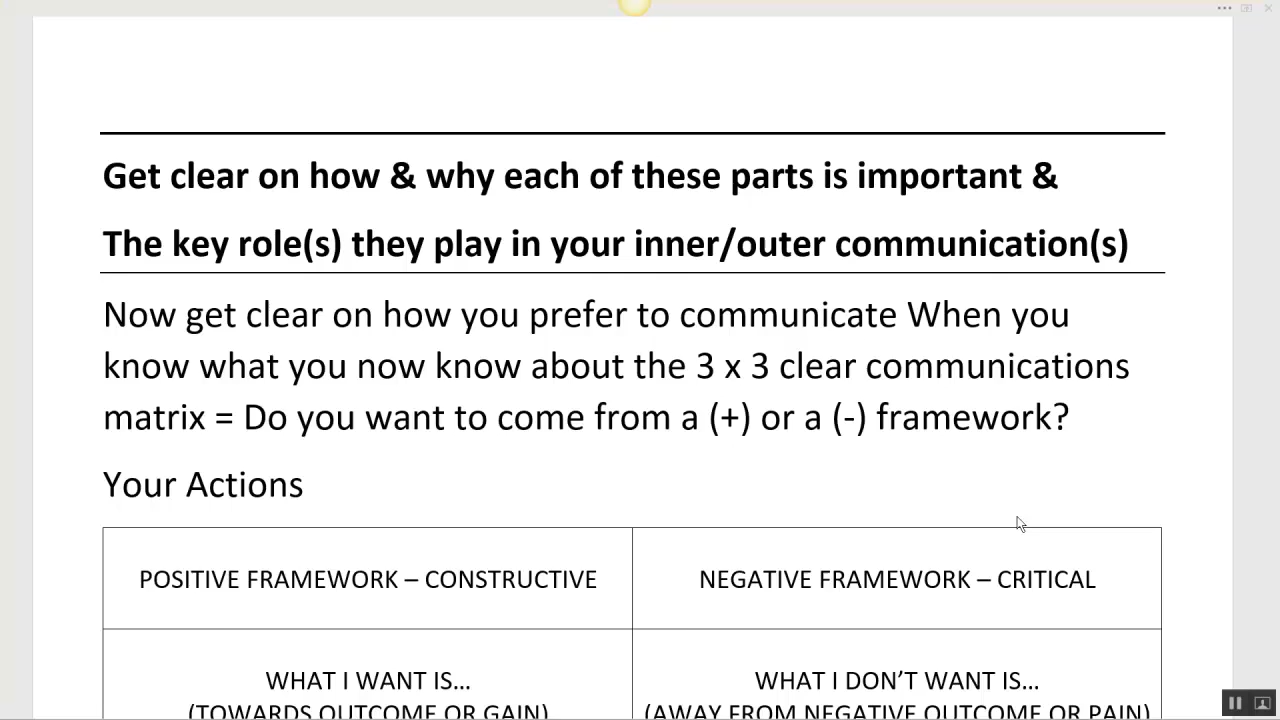 Get clear on how & why each of these parts is important &
The key role(s) they play in your inner/outer communication(s)
Now get clear on how you prefer to communicate When you
know what you now know about the 3 x 3 clear communications
matrix = Do you want to come from a (+) or a (-) framework?
Your Actions
POSITIVE FRAMEWORK – CONSTRUCTIVE
NEGATIVE FRAMEWORK – CRITICAL
WHAT I WANT IS…
(TOWARDS OUTCOME OR GAIN)
WHAT I DON’T WANT IS…
(AWAY FROM NEGATIVE OUTCOME OR PAIN)